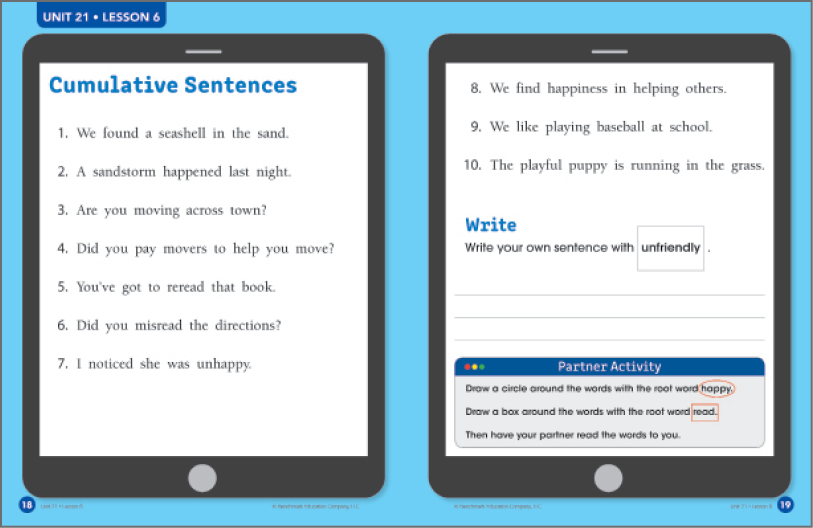 UNIT 21 • LESSON 6
Cumulative Sentences
1. We found a seashell in the sand.
2. A sandstorm happened last night.
3. Are you moving across town?
4. Did you pay movers to help you move?
5. You've got to reread that book.
6. Did you misread the directions?
7. I noticed she was unhappy.
18 Unit 21 • Lesson 6
© Benchmark Education Company, LLC
8. We find happiness in helping others.
9. We like playing baseball at school.
10. The playful puppy is running in the grass.
Write
Write your own sentence with unfriendly .
Partner Activity
Draw a circle around the words with the root word happy.
Draw a box around the words with the root word read.
Then have your partner read the words to you.
© Benchmark Education Company, LLC
Unit 21 • Lesson 6 19